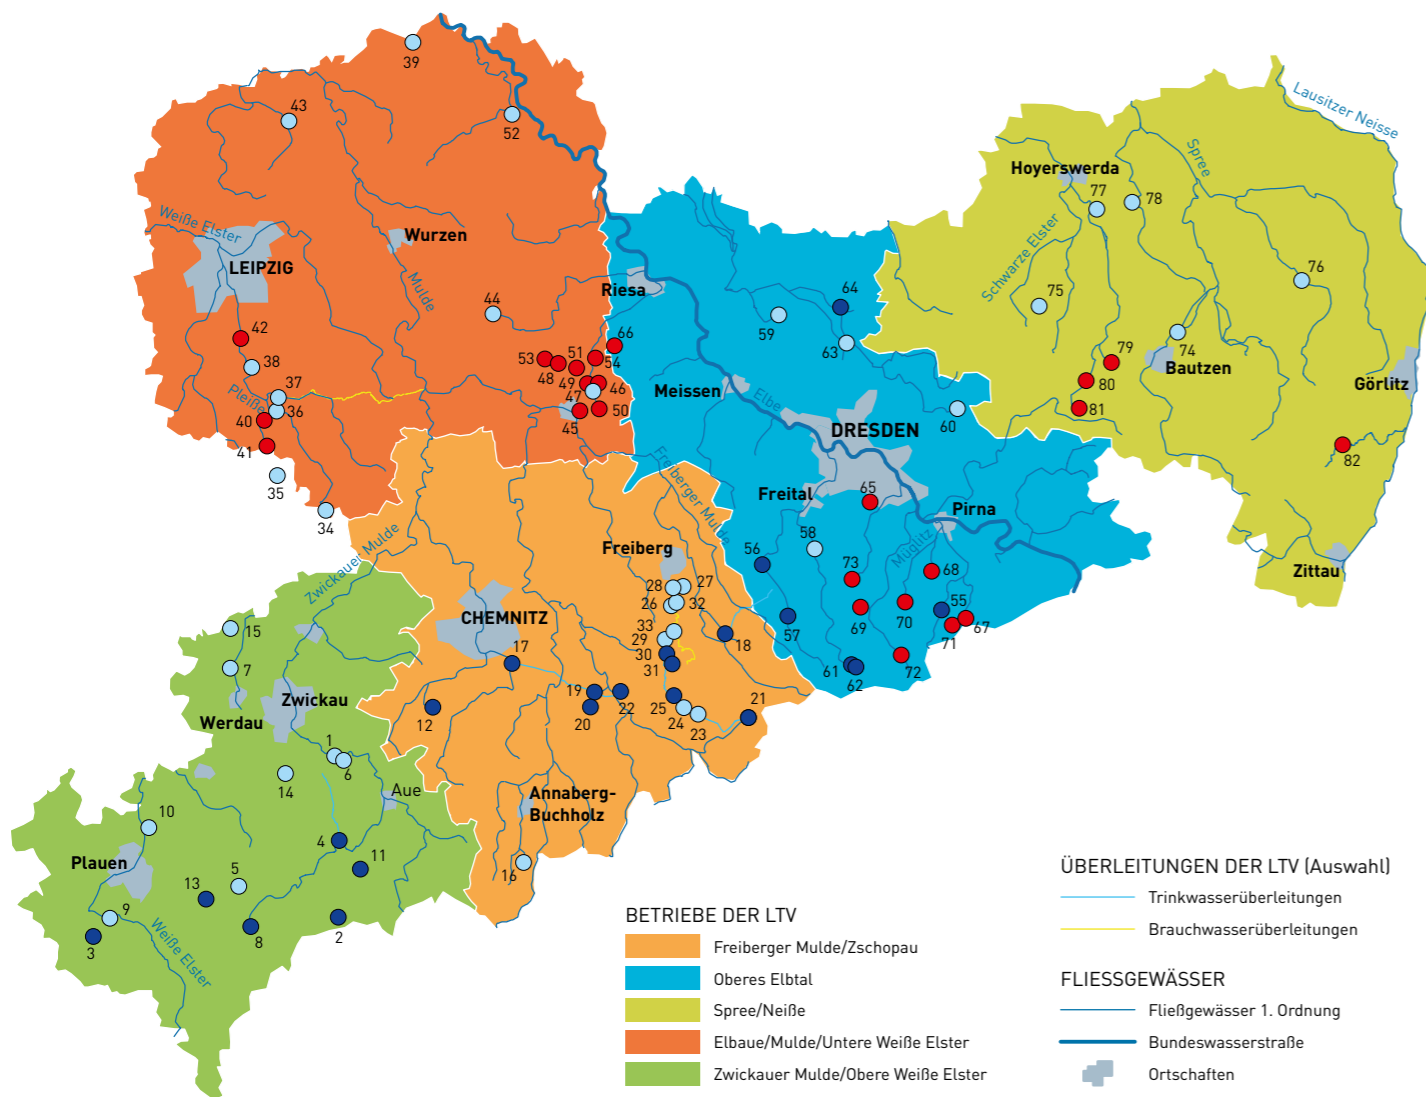 39
43
52
Lausitzer Neisse
Spree
Hoyerswerda
77
78
Weiße Elster
Wurzen
LEIPZIG
Mulde
Schwarze Elster
76
Riesa
64
75
44
59
42
66
63
74
53
51
54
79
38
48
Bautzen
49
46
Meissen
80
Görlitz
37
47
Pleiße
36
Elbe
50
81
40
45
60
DRESDEN
41
82
Freiberger Mulde
35
65
Freital
Pirna
34
58
Müglitz
Zwickauer Mulde
Freiberg
56
Zittau
28
27
73
68
26
32
55
15
CHEMNITZ
33
57
69
70
67
29
18
17
30
71
7
31
61
72
62
Zwickau
19
21
Werdau
12
22
25
20
24
23
1
6
14
Aue
Annaberg-
Buchholz
10
4
Plauen
11
5
16
13
9
Weiße Elster
2
3
8
BETRIEBE DER LTV
Freiberger Mulde/Zschopau
Oberes Elbtal
Spree/Neiße
Elbaue/Mulde/Untere Weiße Elster
Zwickauer Mulde/Obere Weiße Elster
ÜBERLEITUNGEN DER LTV (Auswahl)
Trinkwasserüberleitungen
Brauchwasserüberleitungen
FLIESSGEWÄSSER
Fließgewässer 1. Ordnung
Bundeswasserstraße
Ortschaften